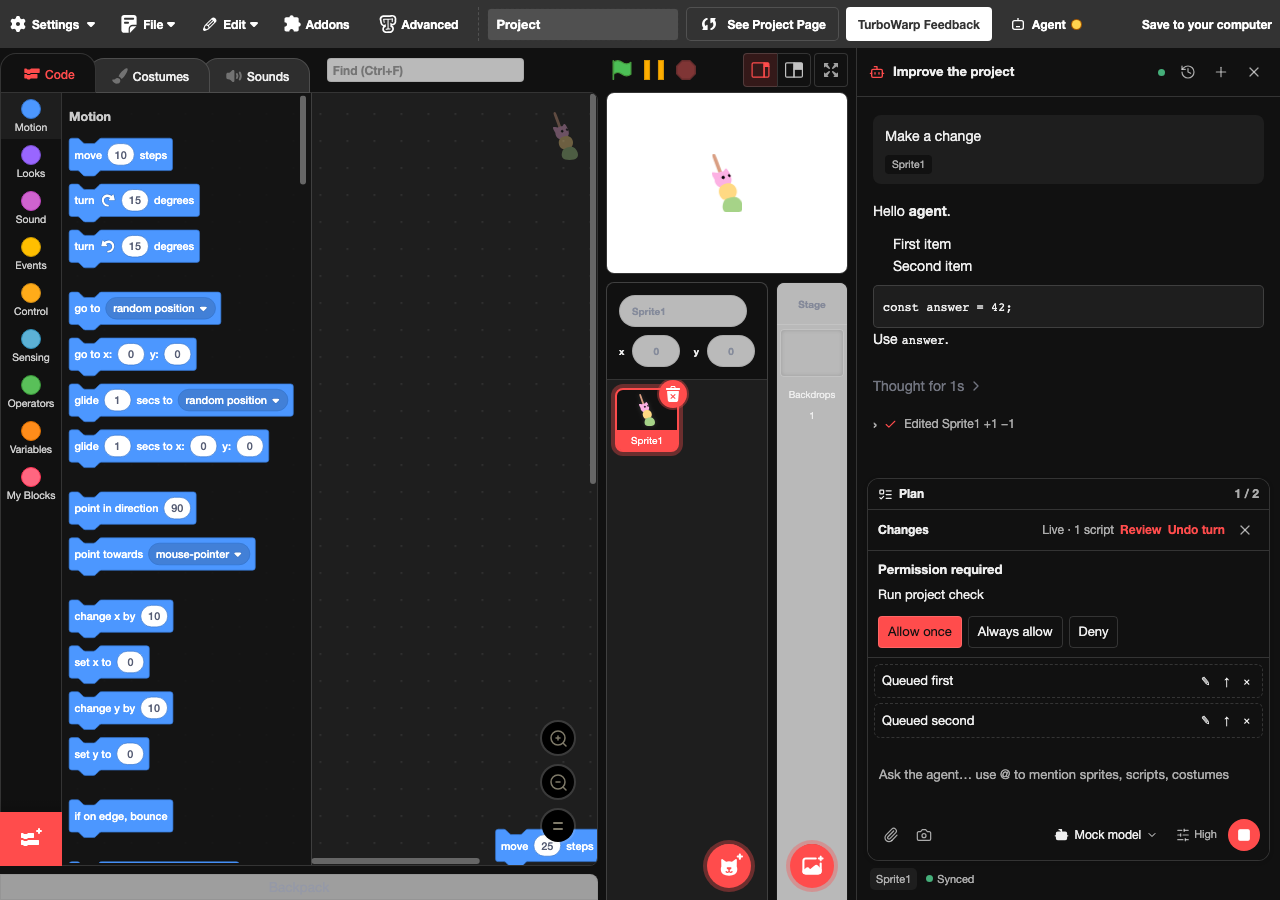 Settings
File
Edit
Addons
Advanced
Project
See Project Page
TurboWarp Feedback
Agent
Save to your computer
Code
Costumes
Sounds
Find (Ctrl+F)
Motion
Looks
Sound
Events
Control
Sensing
Operators
Variables
My Blocks
Motion
move 10 steps
turn 15 degrees
turn 15 degrees
go to random position
go to x: 0 y: 0
glide 1 secs to random position
glide 1 secs to x: 0 y: 0
point in direction 90
point towards mouse-pointer
change x by 10
set x to 0
change y by 10
set y to 0
if on edge, bounce
move 25 steps
Backpack
Sprite1
x 0 y 0
Sprite1
Stage
Backdrops
1
Improve the project
Make a change
Sprite1
Hello agent.
First item
Second item
const answer = 42;
Use answer.
Thought for 1s
Edited Sprite1 +1 −1
Plan 1 / 2
Changes Live · 1 script Review Undo turn
Permission required
Run project check
Allow once Always allow Deny
Queued first
Queued second
Ask the agent… use @ to mention sprites, scripts, costumes
Mock model High
Sprite1 Synced